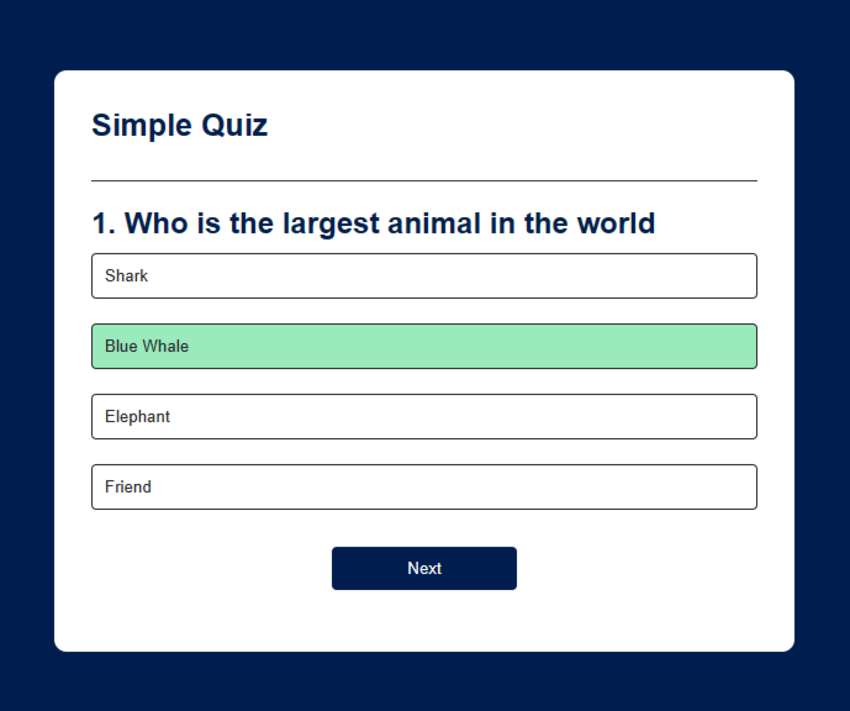 Simple Quiz
1. Who is the largest animal in the world
Shark
Blue Whale
Elephant
Friend
Next